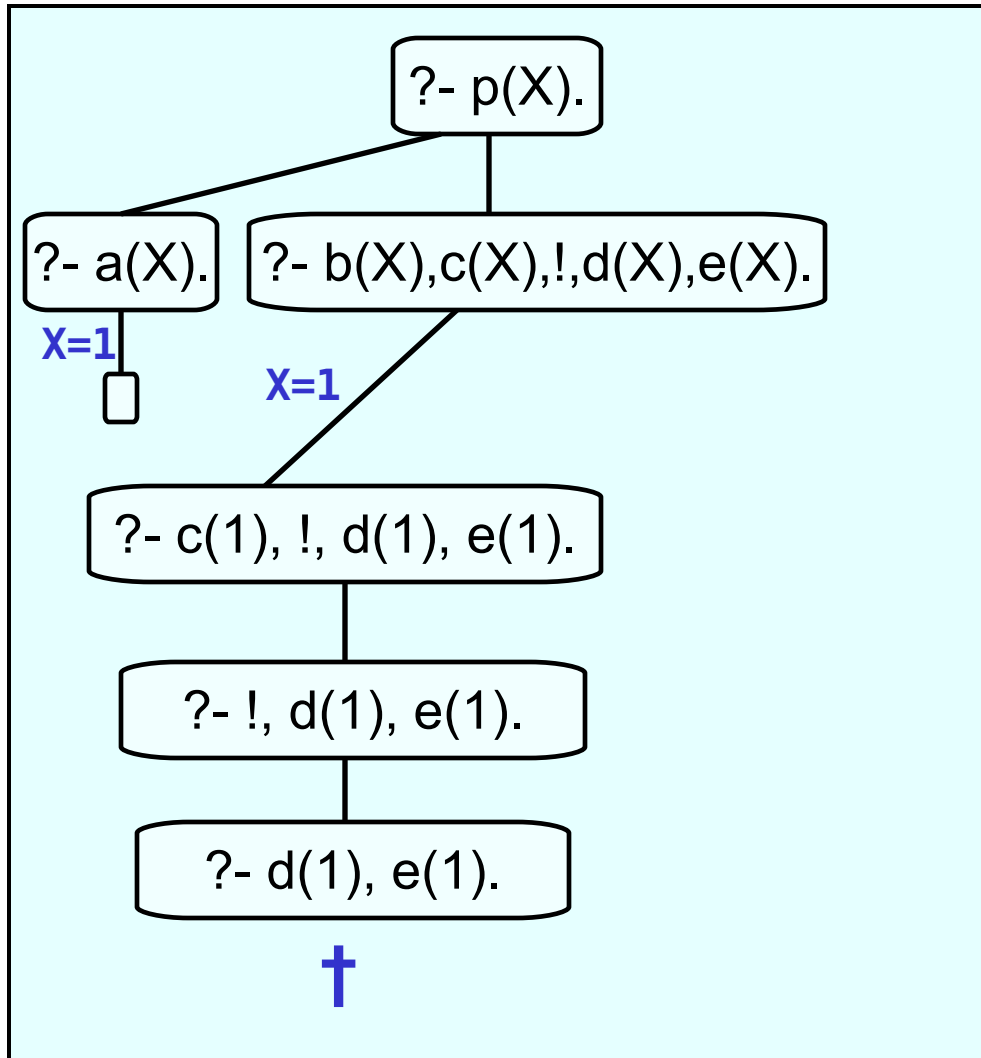 ?- p(X).
?- a(X).
?- b(X),c(X),!,d(X),e(X).
X=1
X=1
?- c(1), !, d(1), e(1).
?- !, d(1), e(1).
?- d(1), e(1).
†